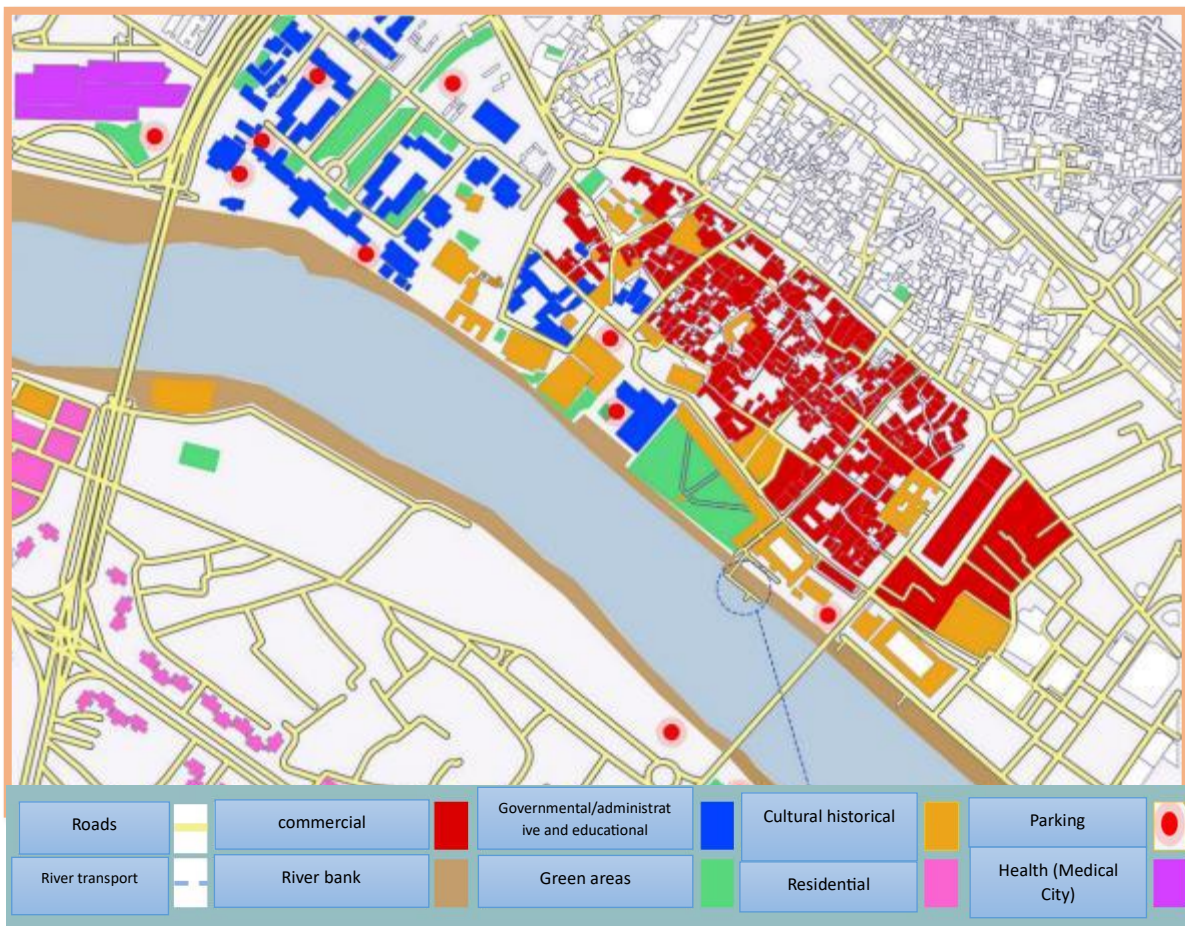 Roads
commercial
Governmental/administrat
ive and educational
Cultural historical
Parking
River transport
River bank
Green areas
Residential
Health (Medical
City)